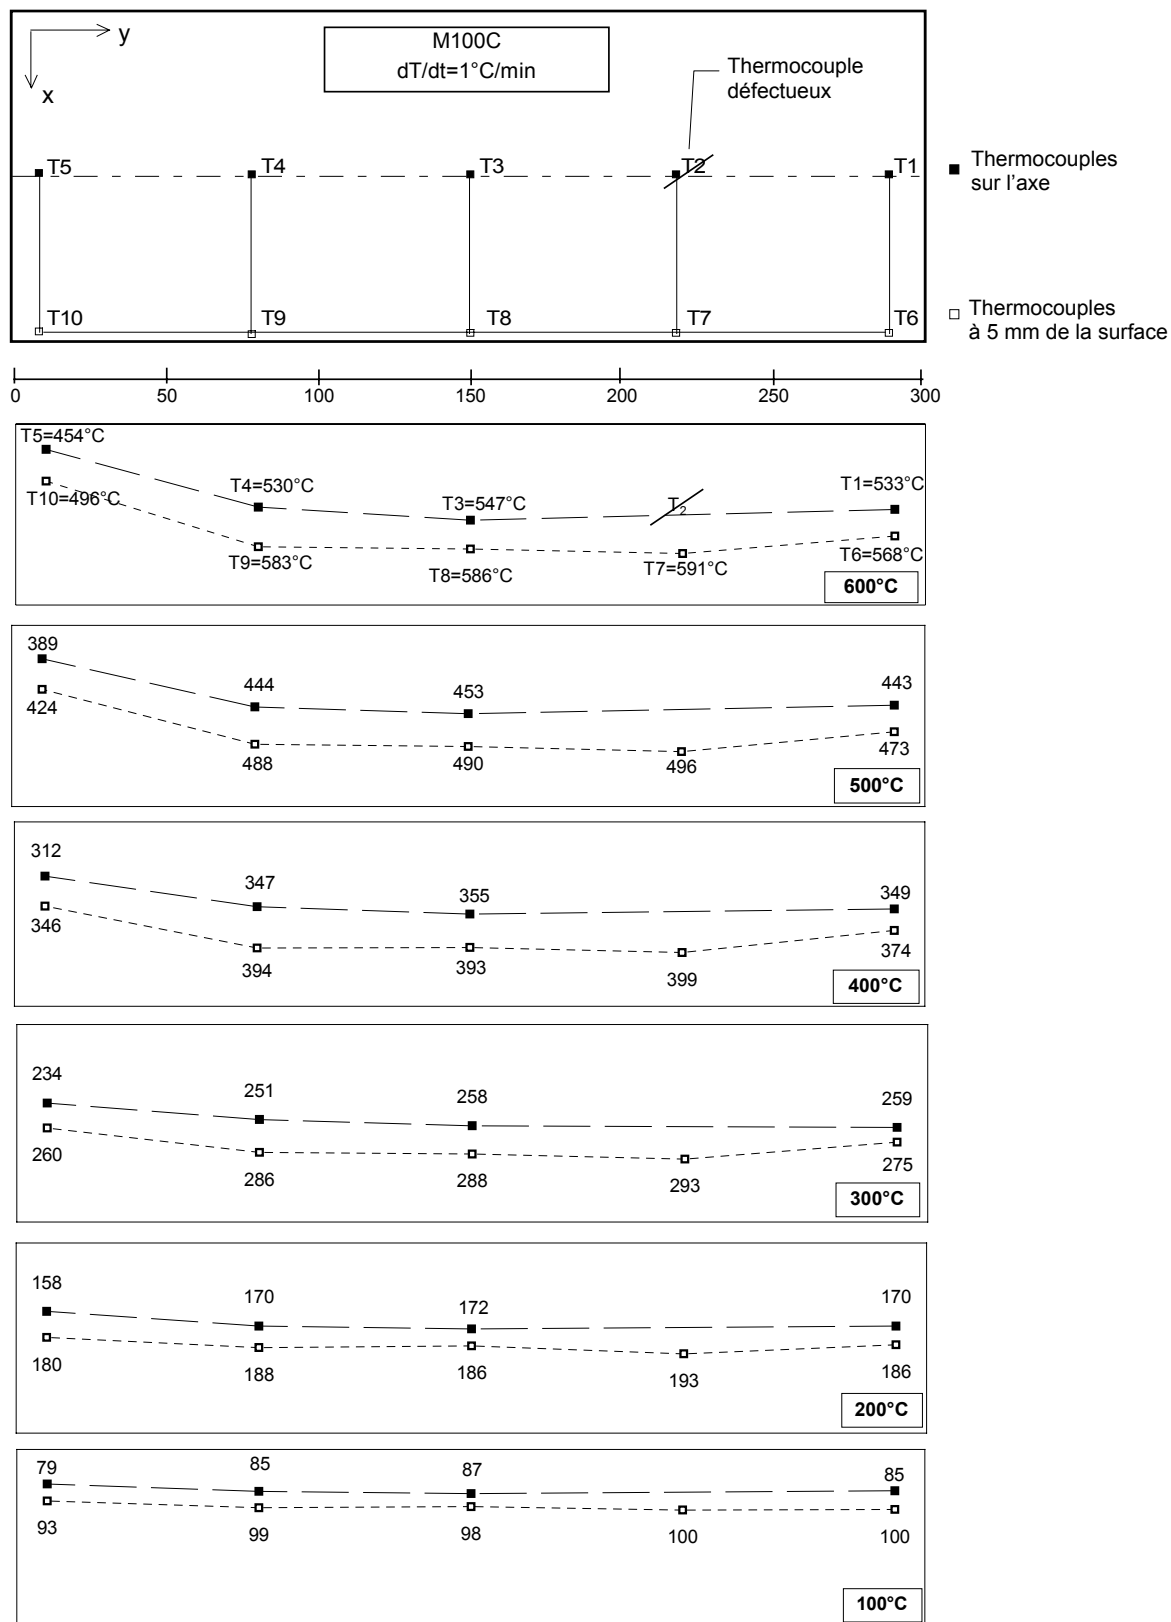 y
x
M100C
dT/dt=1°C/min
Thermocouple
défectueux
T5
T4
T3
T2
T1
T10
T9
T8
T7
T6
Thermocouples
sur l'axe
Thermocouples
à 5 mm de la surface
0
50
100
150
200
250
300
T5=454°C
T4=530°C
T3=547°C
T2
T1=533°C
T10=496°C
T9=583°C
T8=586°C
T7=591°C
T6=568°C
600°C
389
444
453
443
424
488
490
496
473
500°C
312
347
355
349
346
394
393
399
374
400°C
234
251
258
259
260
286
288
293
275
300°C
158
170
172
170
180
188
186
193
186
200°C
79
85
87
85
93
99
98
100
100
100°C